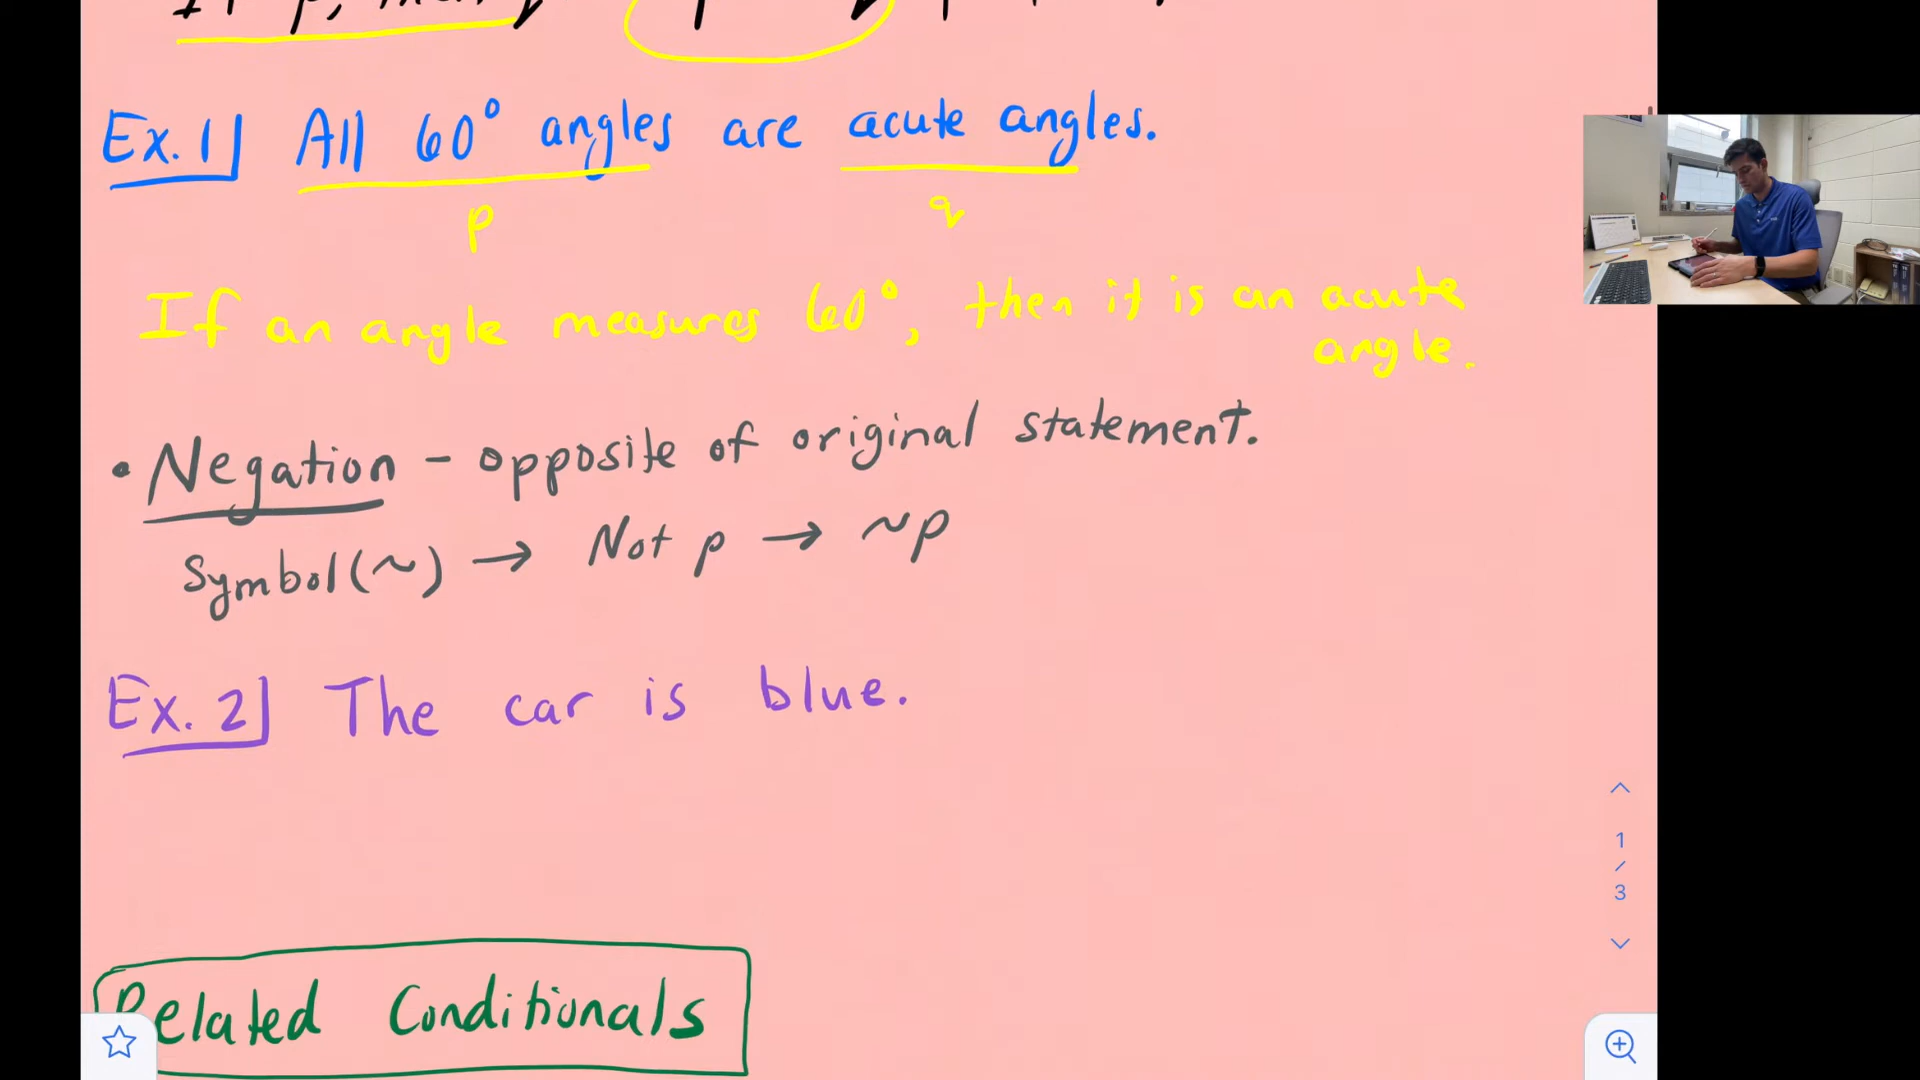 If p,
Ex. 1] All 60° angles are acute angles.
p q
If an angle measures 60°, then it is an acute
angle.
• Negation - opposite of original statement.
Symbol (~) → Not p → ~p
Ex. 2] The car is blue.
1
/
3
Related Conditionals